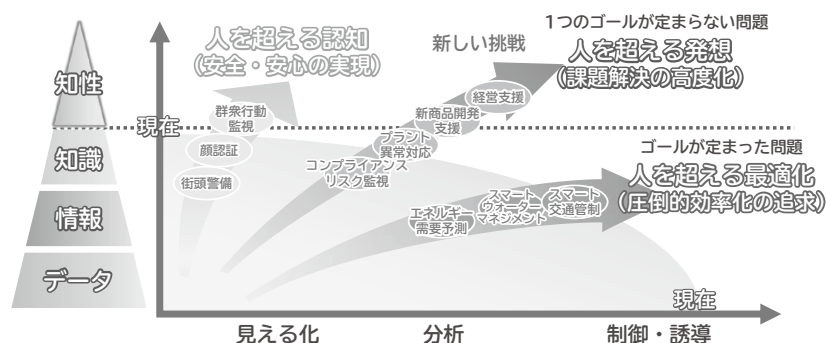 1つのゴールが定まらない問題
人を超える認知
(安全・安心の実現)
新しい挑戦
人を超える発想
(課題解決の高度化)
知性
経営支援
群衆行動
監視
新商品開発
支援
現在
プラント
異常対応
ゴールが定まった問題
顔認証
知識
コンプライアンス
リスク監視
人を超える最適化
(圧倒的効率化の追求)
街頭警備
スマート
ウォーター
マネジメント
スマート
交通管制
情報
エネルギー
需要予測
データ
現在
見える化
分析
制御・誘導